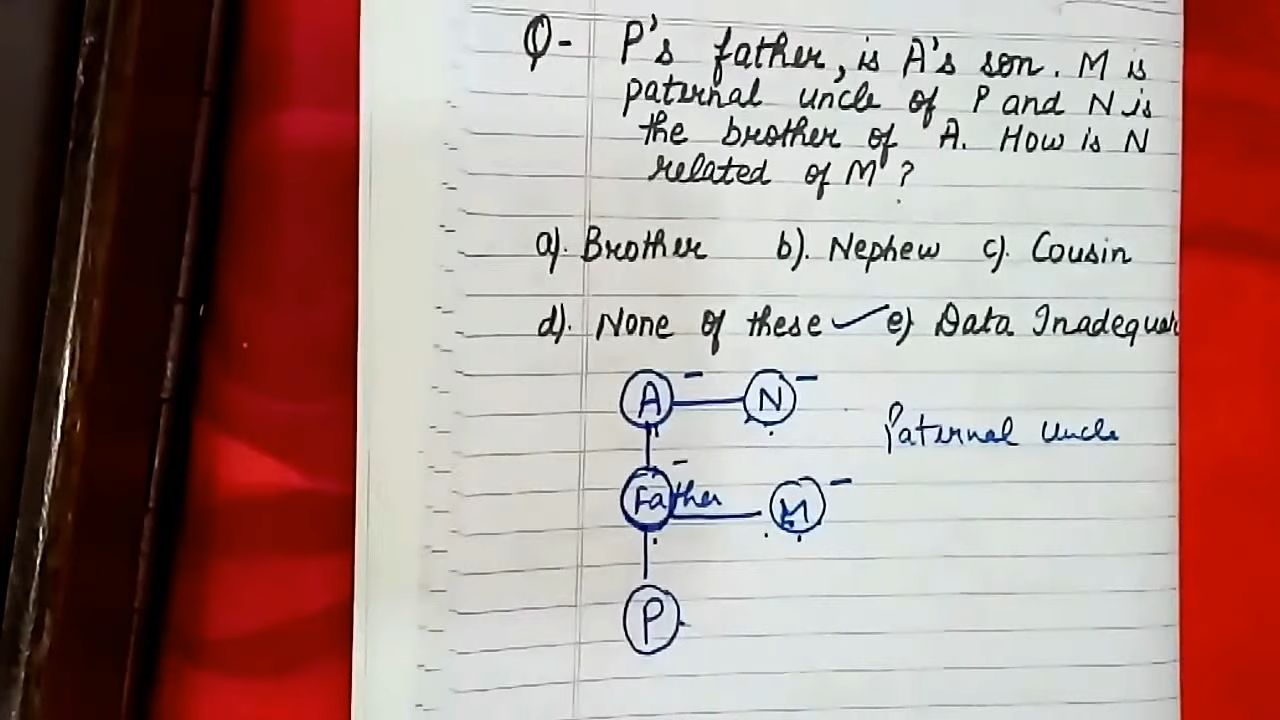 Q- P's father, is A's son. M is
paternal uncle of P and N is
the brother of A. How is N
related of M ?
a). Brother b). Nephew c). Cousin
d). None of these e) Data Inadequat
A - N -
Paternal uncle
Father - M -
P